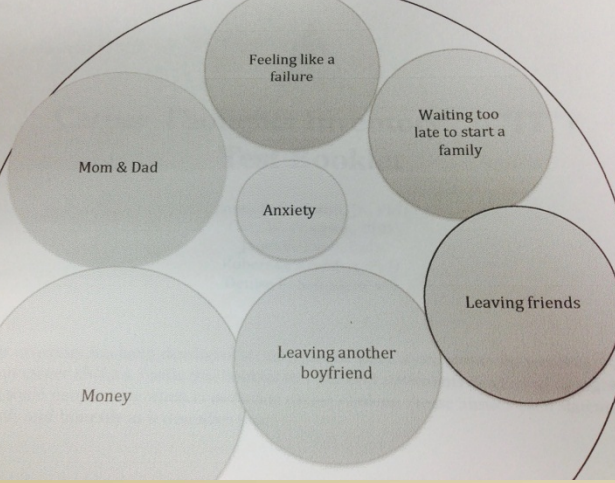 Feeling like a
failure
Waiting too
late to start a
family
Mom & Dad
Anxiety
Leaving friends
Leaving another
boyfriend
Money